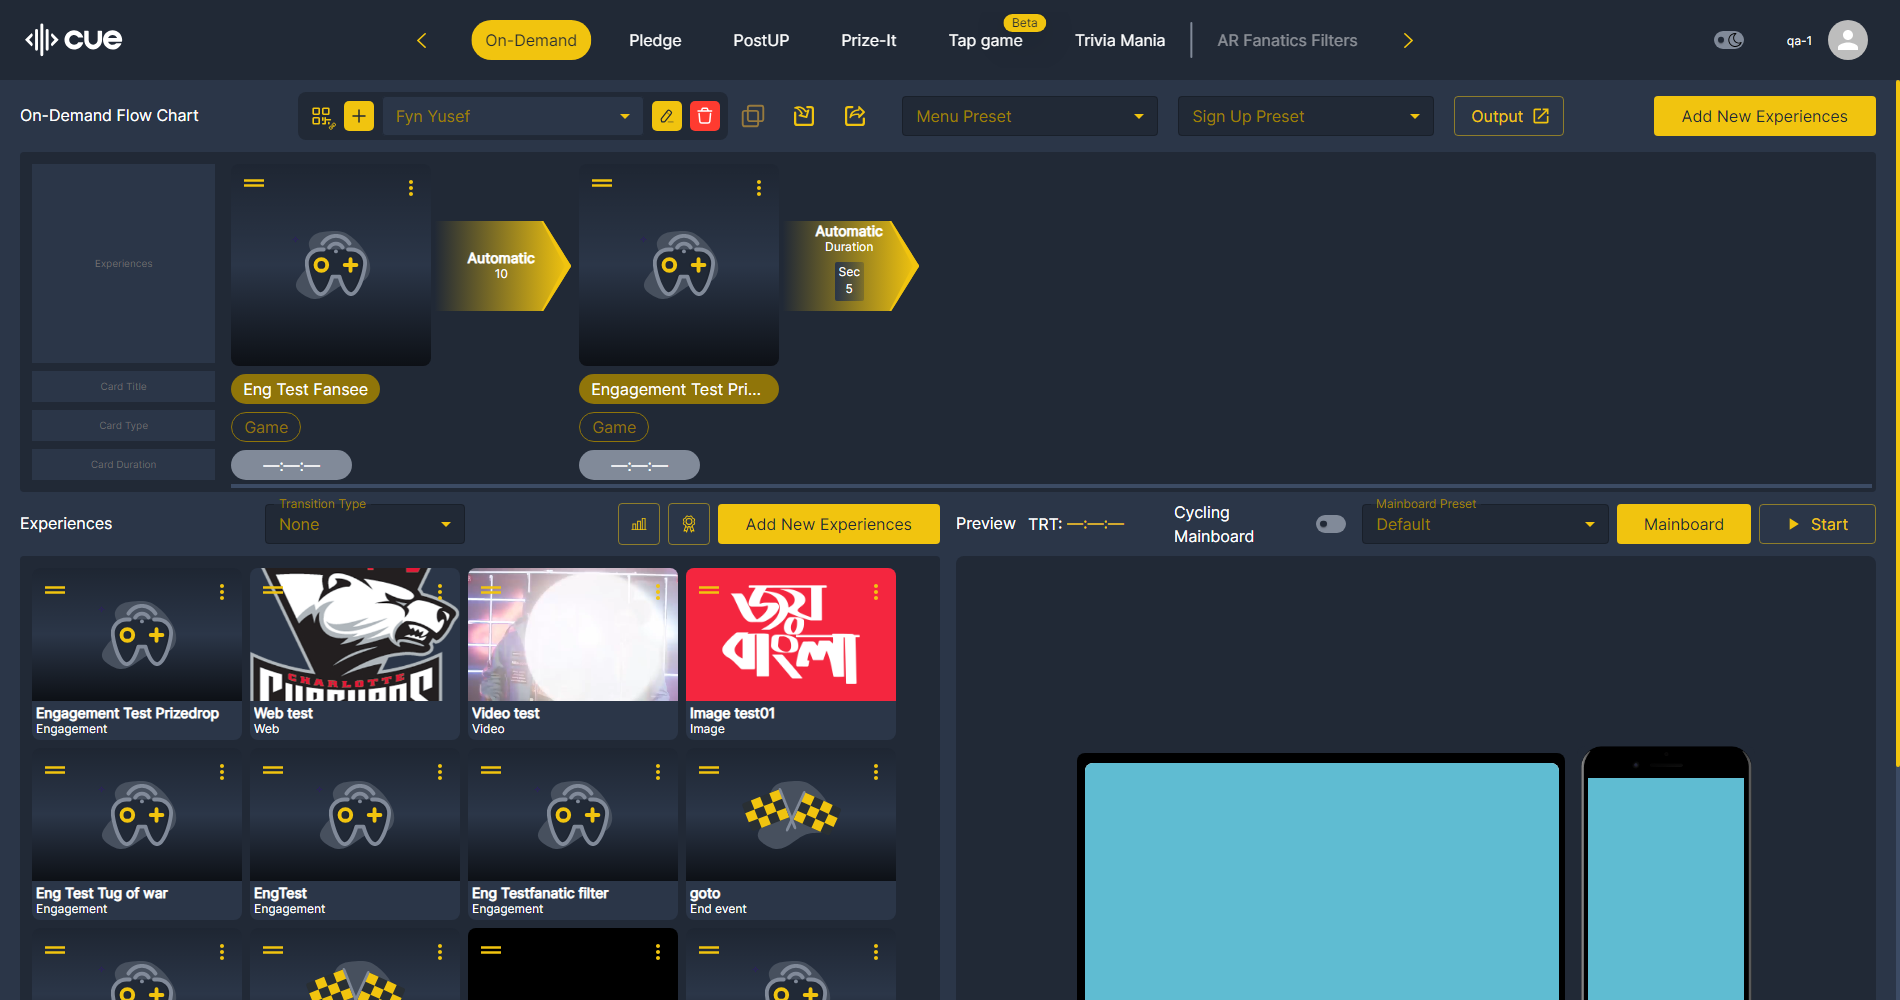 cue
On-Demand
Pledge
PostUP
Prize-It
Tap game
Beta
Trivia Mania
AR Fanatics Filters
qa-1
On-Demand Flow Chart
Fyn Yusef
Menu Preset
Sign Up Preset
Output
Add New Experiences
Experiences
Automatic
10
Automatic
Duration
Sec
5
Card Title
Eng Test Fansee
Engagement Test Pri...
Card Type
Game
Game
Card Duration
—:—:—
—:—:—
Experiences
Transition Type
None
Add New Experiences
Preview
TRT: —:—:—
Cycling
Mainboard
Mainboard Preset
Default
Mainboard
Start
CHARLOTTE
জয়
বাংলা
Engagement Test Prizedrop
Engagement
Web test
Web
Video test
Video
Image test01
Image
Eng Test Tug of war
Engagement
EngTest
Engagement
Eng Testfanatic filter
Engagement
goto
End event